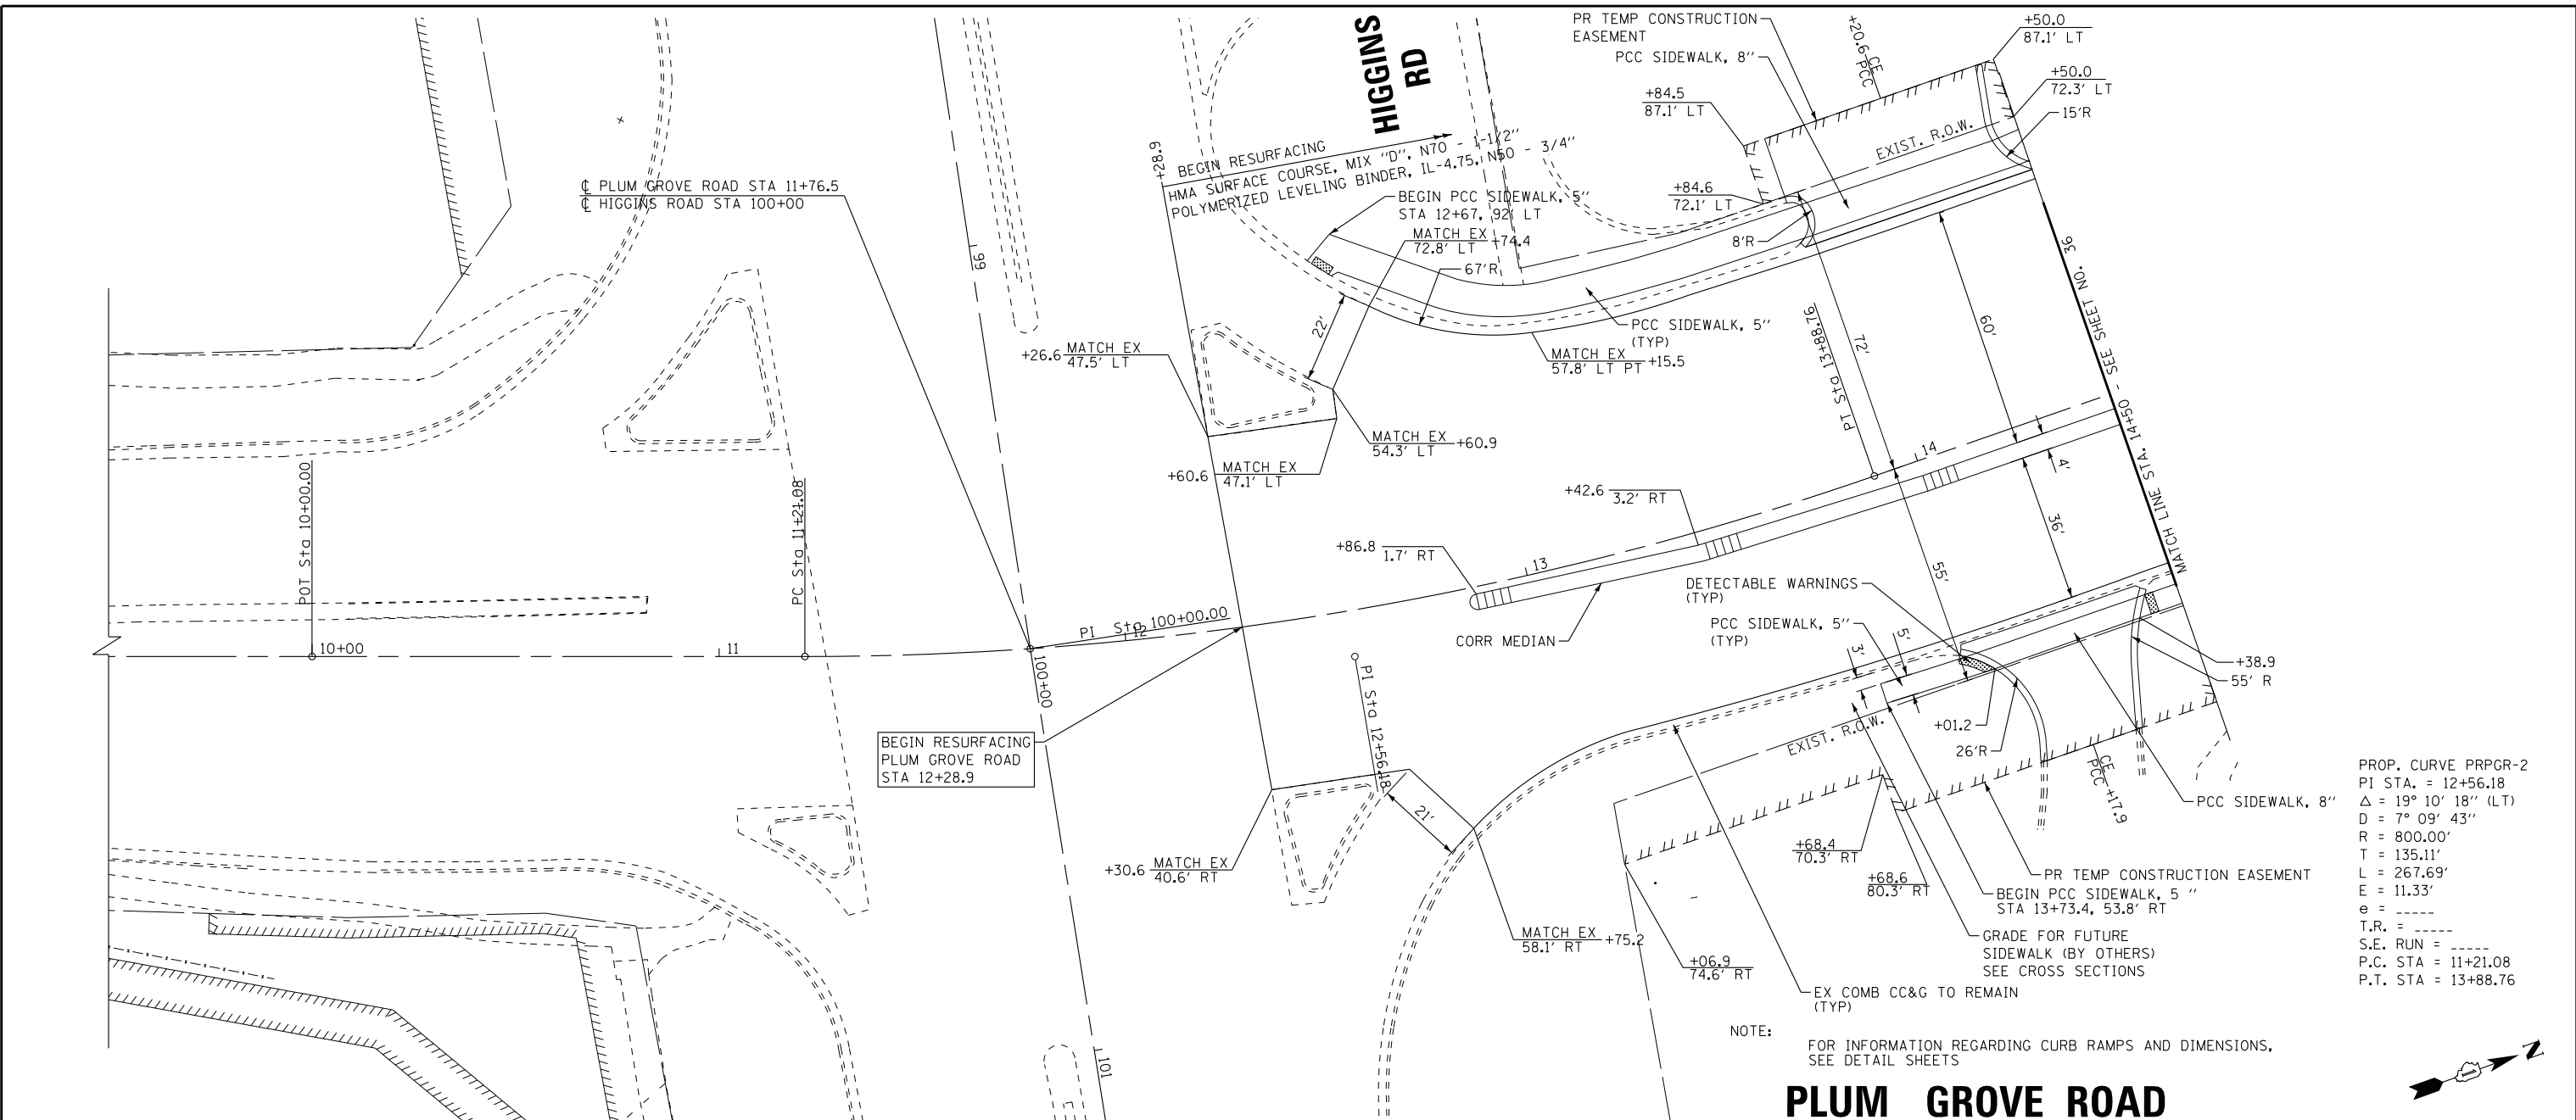 HIGGINS
RD
PR TEMP CONSTRUCTION
EASEMENT
PCC SIDEWALK, 8''
+20.6 CE
PCC
+50.0
87.1' LT
+50.0
72.3' LT
15'R
+84.5
87.1' LT
EXIST. R.O.W.
+84.6
72.1' LT
8'R
+28.9
BEGIN RESURFACING
HMA SURFACE COURSE, MIX "D", N70 - 1-1/2''
POLYMERIZED LEVELING BINDER, IL-4.75, N50 - 3/4''
BEGIN PCC SIDEWALK, 5''
STA 12+67, 92' LT
MATCH EX +74.4
72.8' LT
67'R
22'
℄ PLUM GROVE ROAD STA 11+76.5
℄ HIGGINS ROAD STA 100+00
99
+26.6 MATCH EX
47.5' LT
PCC SIDEWALK, 5''
(TYP)
MATCH EX +15.5
57.8' LT PT
MATCH EX +60.9
54.3' LT
+60.6 MATCH EX
47.1' LT
PT Sta 13+88.76
72'
60'
MATCH LINE STA. 14+50 - SEE SHEET NO. 36
14
4'
36'
55'
+42.6
3.2' RT
+86.8
1.7' RT
13
CORR MEDIAN
DETECTABLE WARNINGS
(TYP)
PCC SIDEWALK, 5''
(TYP)
3'
5'
POT Sta 10+00.00
PC Sta 11+21.08
10+00
11
PI Sta 100+00.00
12
100+00
PI Sta 12+56.18
BEGIN RESURFACING
PLUM GROVE ROAD
STA 12+28.9
EXIST. R.O.W.
+01.2
26'R
+38.9
55' R
CE
PCC +17.9
PCC SIDEWALK, 8''
21'
+30.6 MATCH EX
40.6' RT
MATCH EX +75.2
58.1' RT
+68.4
70.3' RT
+68.6
80.3' RT
+06.9
74.6' RT
PR TEMP CONSTRUCTION EASEMENT
BEGIN PCC SIDEWALK, 5 ''
STA 13+73.4, 53.8' RT
GRADE FOR FUTURE
SIDEWALK (BY OTHERS)
SEE CROSS SECTIONS
EX COMB CC&G TO REMAIN
(TYP)
PROP. CURVE PRPGR-2
PI STA. = 12+56.18
Δ = 19° 10' 18'' (LT)
D = 7° 09' 43''
R = 800.00'
T = 135.11'
L = 267.69'
E = 11.33'
e = _____
T.R. = _____
S.E. RUN = _____
P.C. STA = 11+21.08
P.T. STA = 13+88.76
101
NOTE:
FOR INFORMATION REGARDING CURB RAMPS AND DIMENSIONS,
SEE DETAIL SHEETS
PLUM GROVE ROAD
N